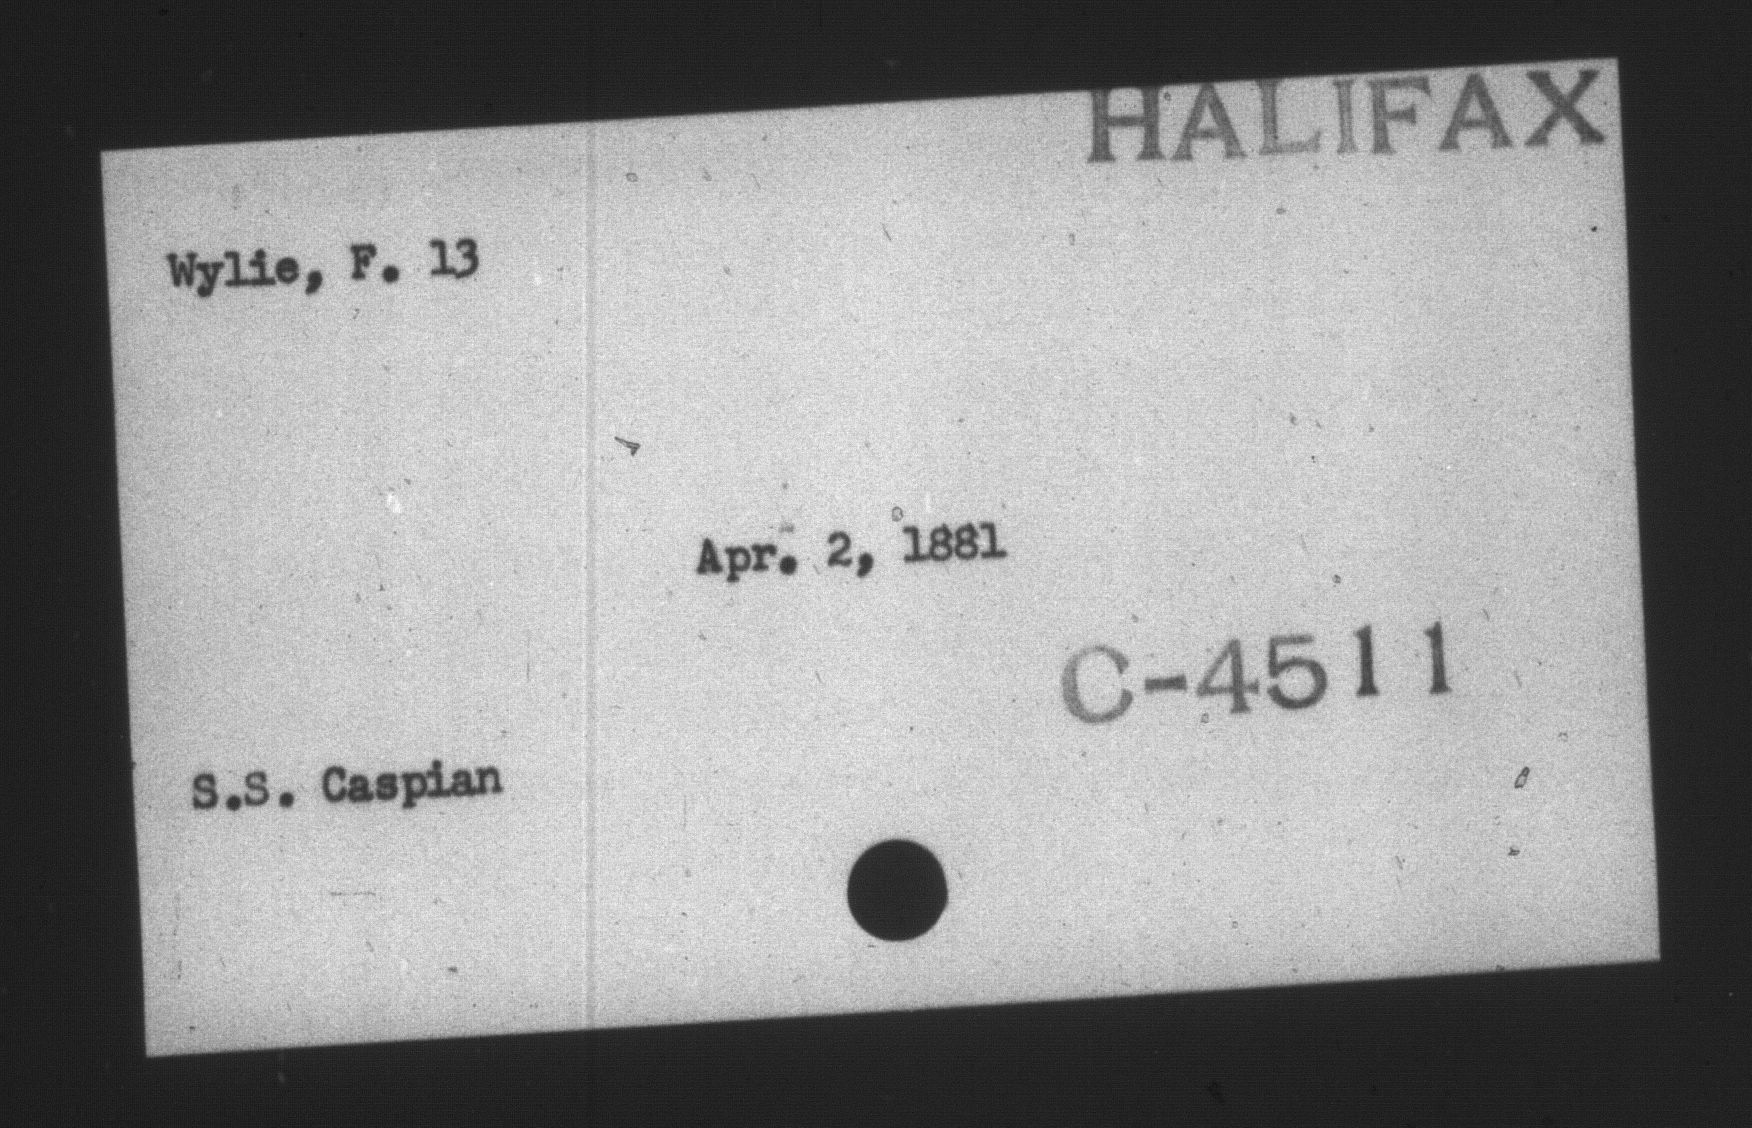 HALIFAX
Wylie, F. 13
Apr. 2, 1881
C-4511
S.S. Caspian